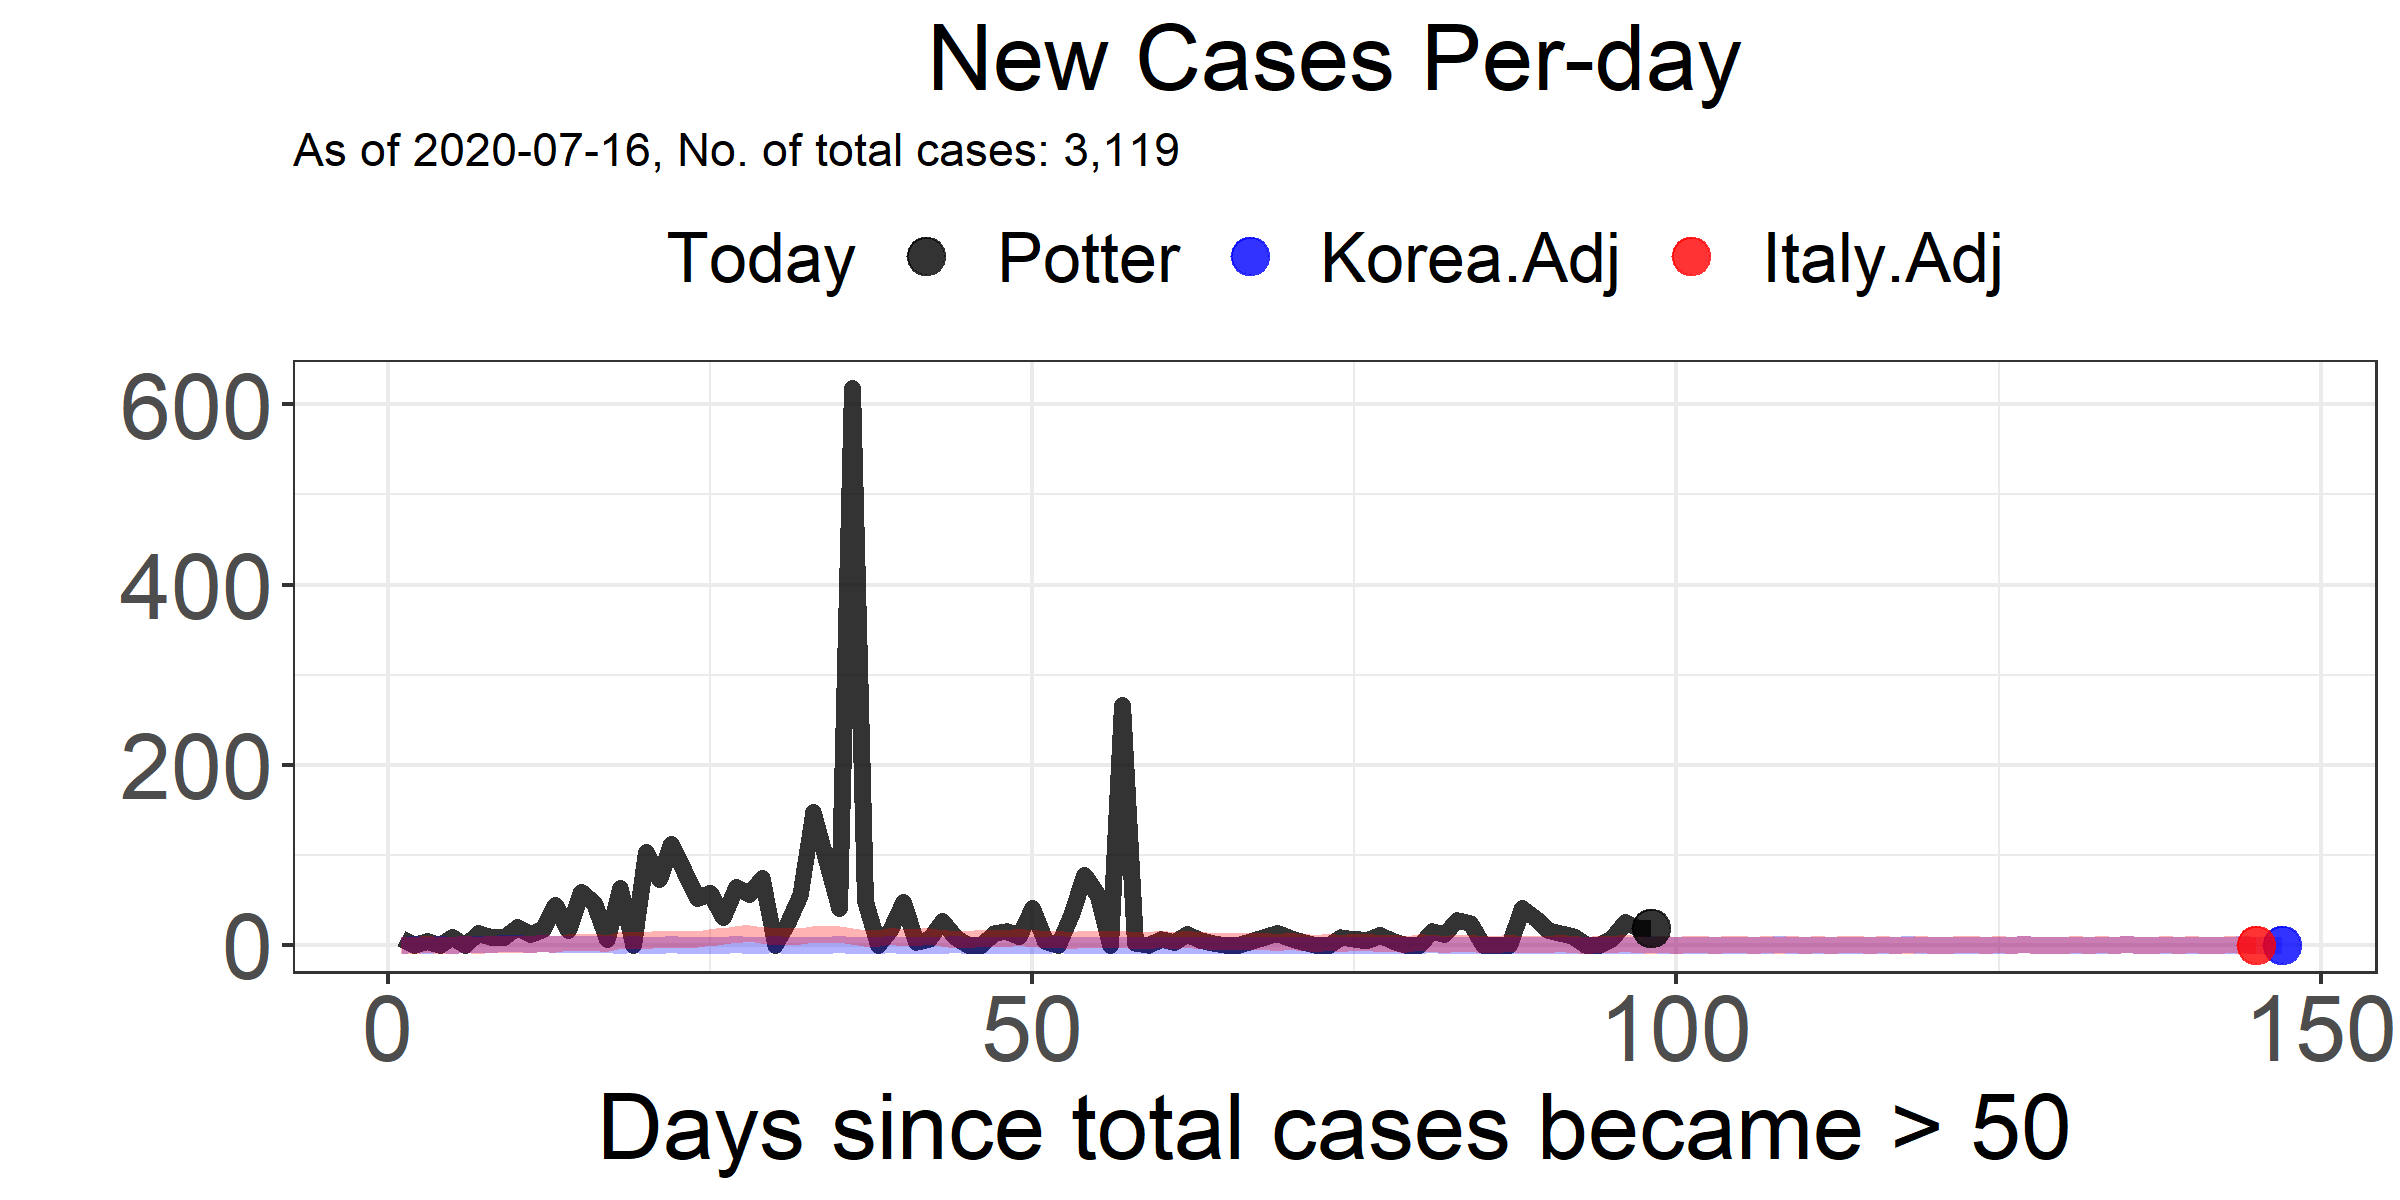 New Cases Per-day
As of 2020-07-16, No. of total cases: 3,119
Today Potter Korea.Adj Italy.Adj
600
400
200
0
0 50 100 150
Days since total cases became > 50